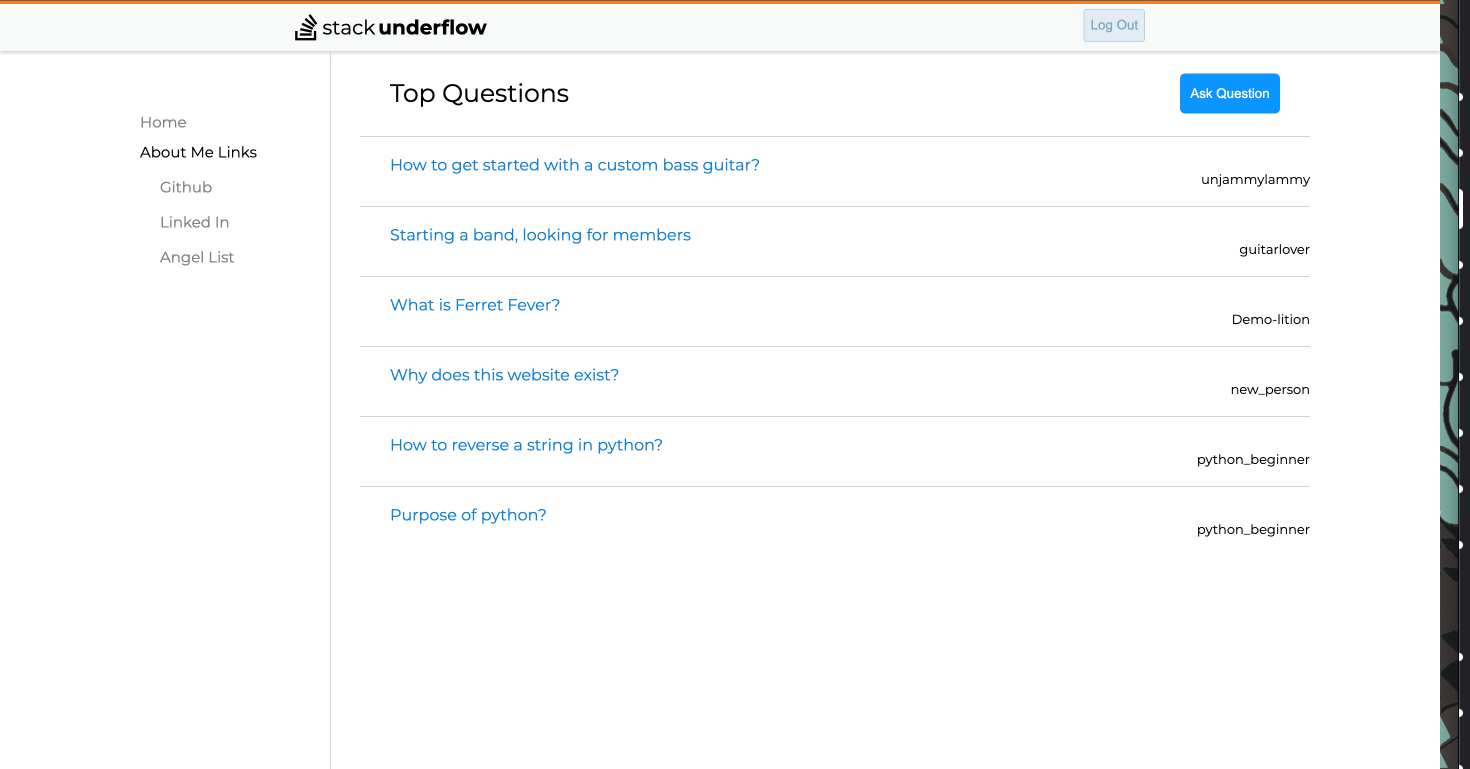 stack underflow
Log Out
Home
About Me Links
Github
Linked In
Angel List
Top Questions
Ask Question
How to get started with a custom bass guitar?
unjammylammy
Starting a band, looking for members
guitarlover
What is Ferret Fever?
Demo-lition
Why does this website exist?
new_person
How to reverse a string in python?
python_beginner
Purpose of python?
python_beginner